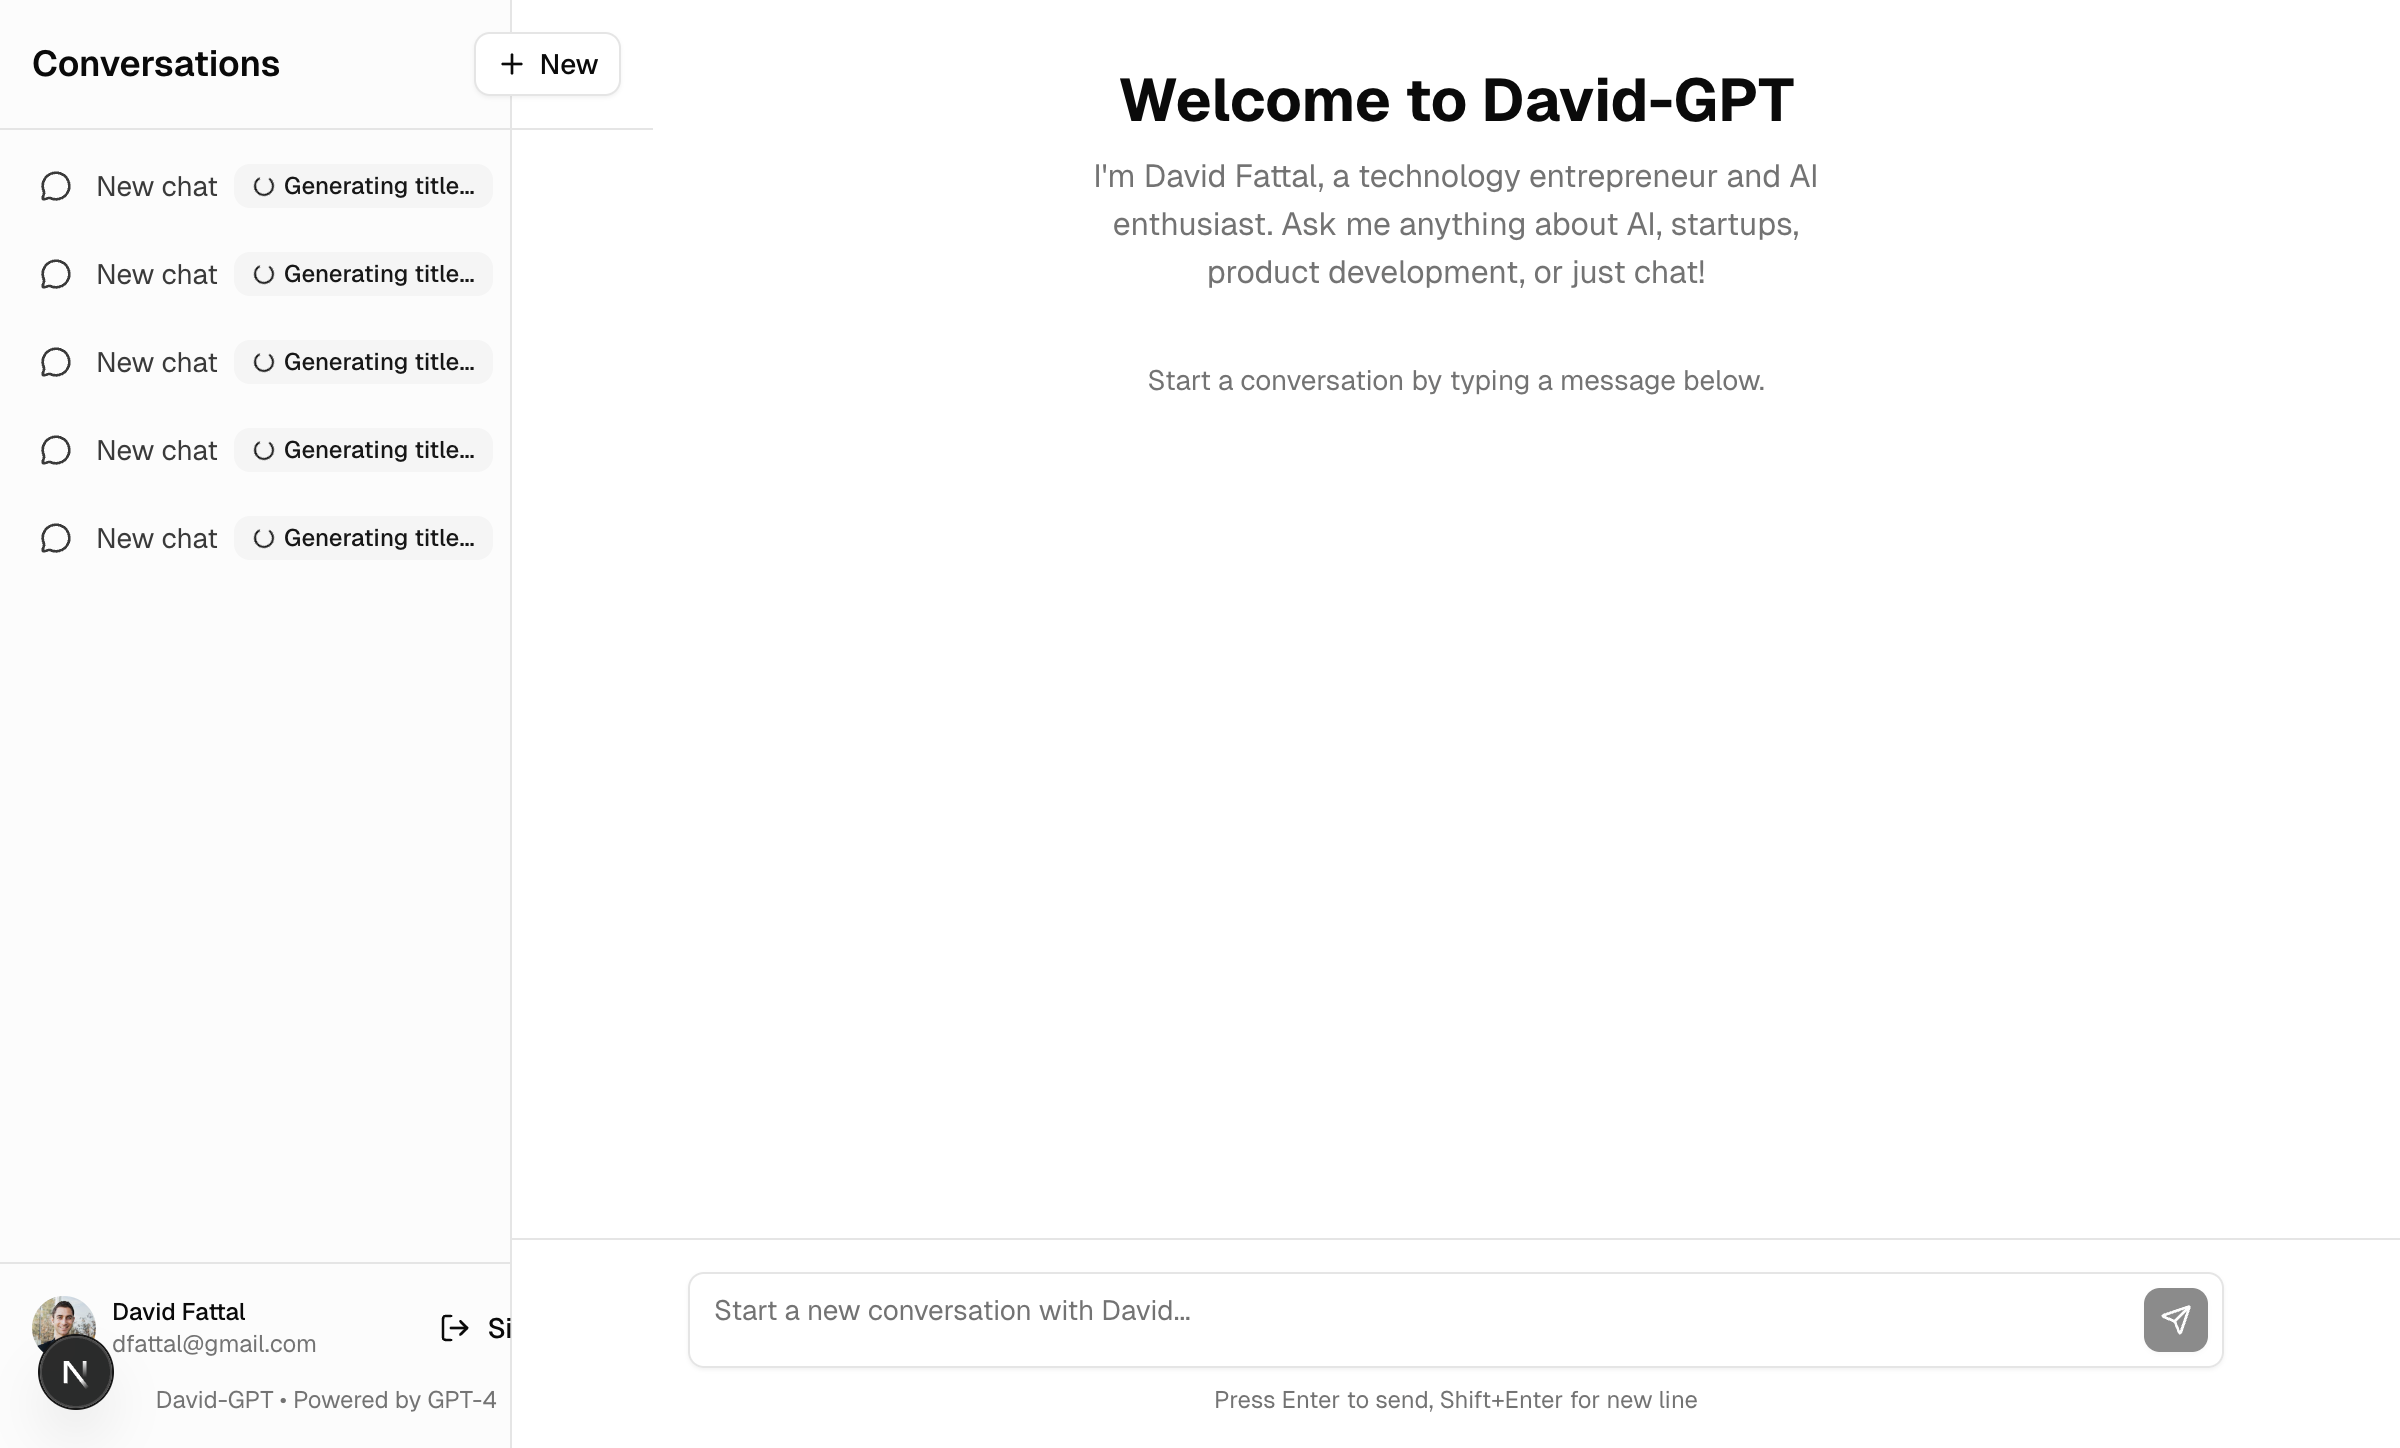 Conversations
New
New chat Generating title...
New chat Generating title...
New chat Generating title...
New chat Generating title...
New chat Generating title...
David Fattal
dfattal@gmail.com
Si
N
David-GPT • Powered by GPT-4
Welcome to David-GPT
I'm David Fattal, a technology entrepreneur and AI
enthusiast. Ask me anything about AI, startups,
product development, or just chat!
Start a conversation by typing a message below.
Start a new conversation with David...
Press Enter to send, Shift+Enter for new line